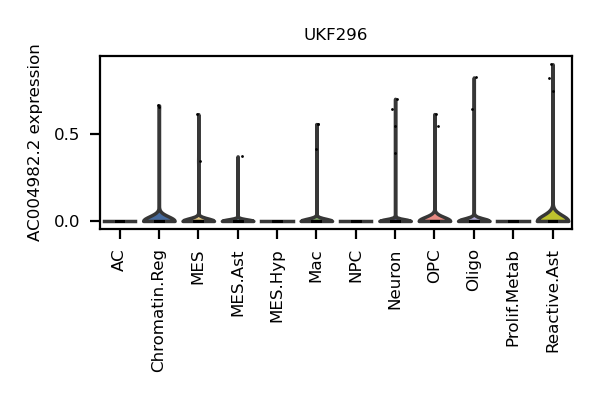 UKF296
AC004982.2 expression
0.5
0.0
AC
Chromatin.Reg
MES
MES.Ast
MES.Hyp
Mac
NPC
Neuron
OPC
Oligo
Prolif.Metab
Reactive.Ast